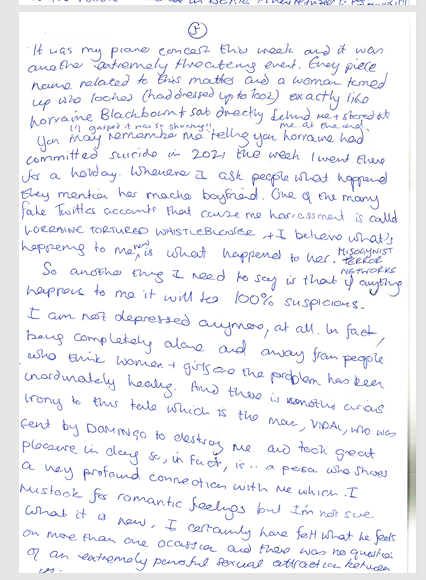 5
It was my piano concert this week and it was
another extremely threatening event. Every piece
name related to this matter and a woman turned
up who looked (had dressed up to look) exactly like
Lorraine Blackbourn + sat directly behind me + stared at
me at the end.
!! I gasped it was so shocking!!
You may remember me telling you Lorraine had
committed suicide in 2021 the week I went there
for a holiday. Whenever I ask people what happened
they mention her macho boyfriend. One of the many
fake Twitter accounts that cause me harrassment is called
LORRAINE TORTURED WHISTLEBLOWER, + I believe what's
happening to me now is what happened to her.
MISOGYNIST
TERROR
NETWORKS
So another thing I need to say is that if anything
happens to me it will be 100% suspicious.
I am not depressed anymore, at all. In fact,
being completely alone and away from people
who think women + girls are the problem has been
inordinately healing. And there is another curious
irony to this tale which is the man, VIDAL, who was
sent by DOMINGO to destroy me and took great
pleasure in doing so, in fact, is .. a person who shares
a very profound connection with me which I
mistook for romantic feelings but I'm not sure
what it is now, I certainly have felt what he feels
on more than one ocassion and there was no question
of an extremely powerful sexual attraction between
us.